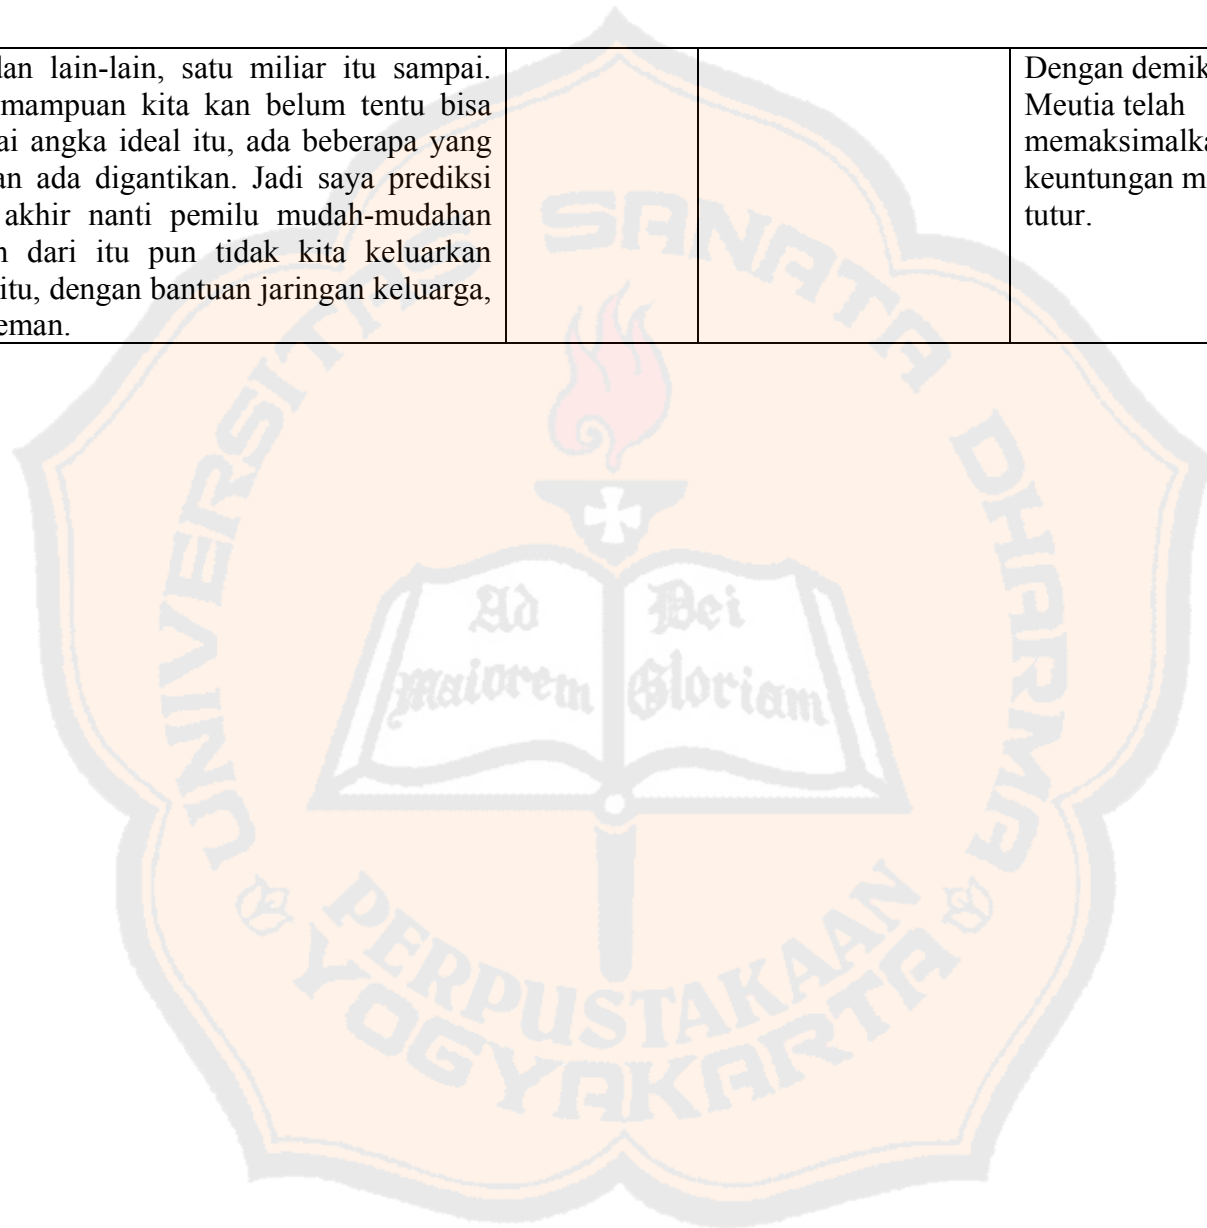 lan lain-lain, satu miliar itu sampai.
mampuan kita kan belum tentu bisa
ai angka ideal itu, ada beberapa yang
an ada digantikan. Jadi saya prediksi
akhir nanti pemilu mudah-mudahan
n dari itu pun tidak kita keluarkan
itu, dengan bantuan jaringan keluarga,
eman.
Dengan demik
Meutia telah
memaksimalka
keuntungan m
tutur.
UNIVERSITAS SANATA DHARMA
Ad
maiorem
Dei
Gloriam
PERPUSTAKAAN
YOGYAKARTA